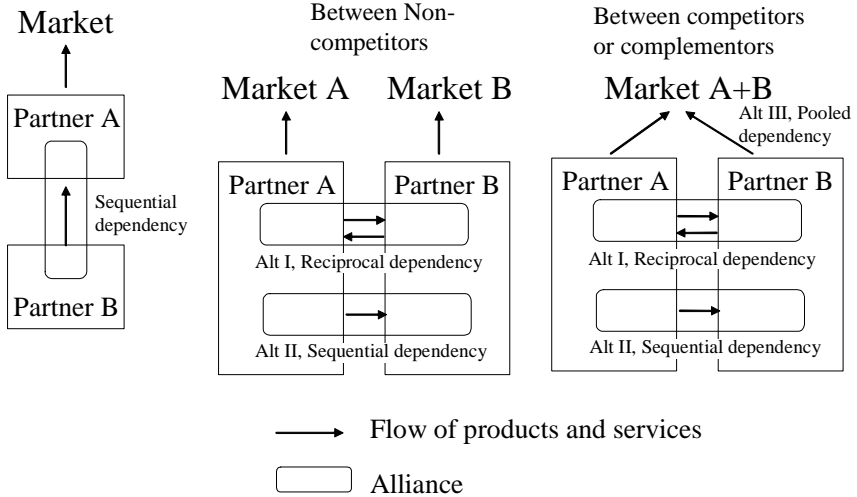 Market
Partner A
Sequential
dependency
Partner B
Between Non-
competitors
Market A
Market B
Partner A
Partner B
Alt I, Reciprocal dependency
Alt II, Sequential dependency
Between competitors
or complementors
Market A+B
Alt III, Pooled
dependency
Partner A
Partner B
Alt I, Reciprocal dependency
Alt II, Sequential dependency
Flow of products and services
Alliance